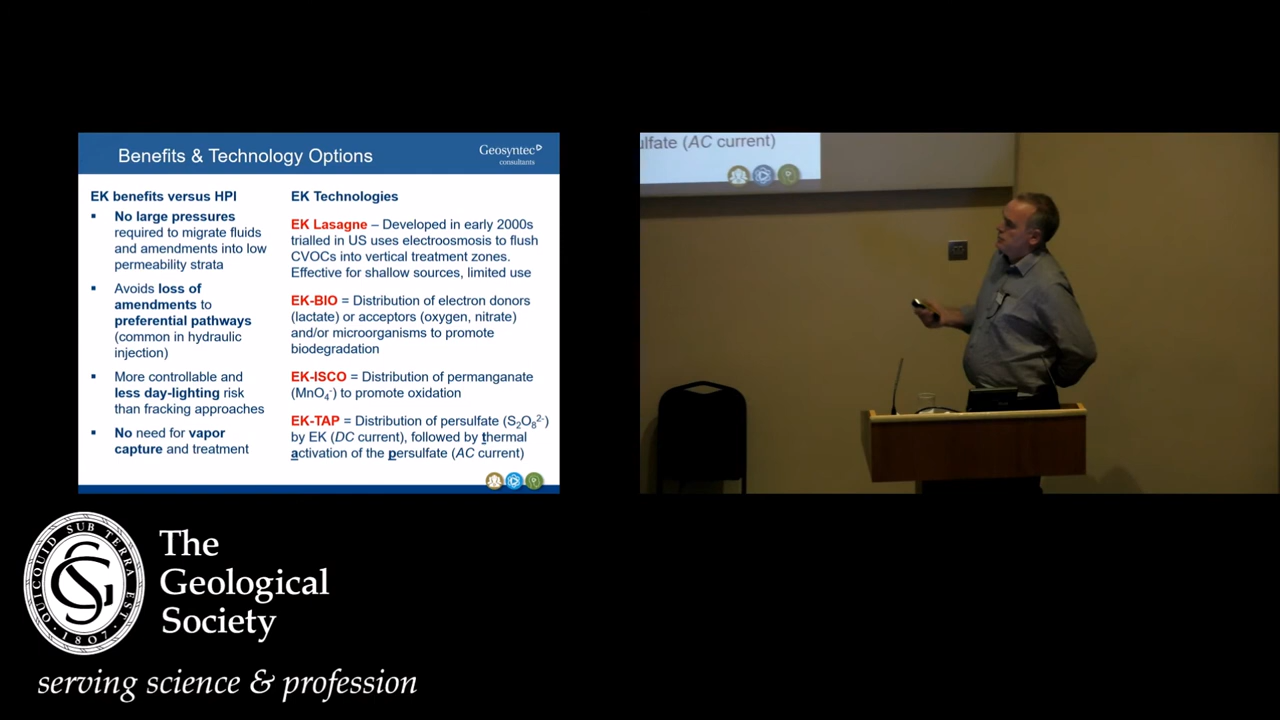 Benefits & Technology Options
Geosyntec
consultants
EK benefits versus HPI
▪ No large pressures
required to migrate fluids
and amendments into low
permeability strata
▪ Avoids loss of
amendments to
preferential pathways
(common in hydraulic
injection)
▪ More controllable and
less day-lighting risk
than fracking approaches
▪ No need for vapor
capture and treatment
EK Technologies
EK Lasagne – Developed in early 2000s
trialled in US uses electroosmosis to flush
CVOCs into vertical treatment zones.
Effective for shallow sources, limited use
EK-BIO = Distribution of electron donors
(lactate) or acceptors (oxygen, nitrate)
and/or microorganisms to promote
biodegradation
EK-ISCO = Distribution of permanganate
(MnO₄⁻) to promote oxidation
EK-TAP = Distribution of persulfate (S₂O₈²⁻)
by EK (DC current), followed by thermal
activation of the persulfate (AC current)
ulfate (AC current)
QUICQUID SUB TERRA EST
1807
The
Geological
Society
serving science & profession